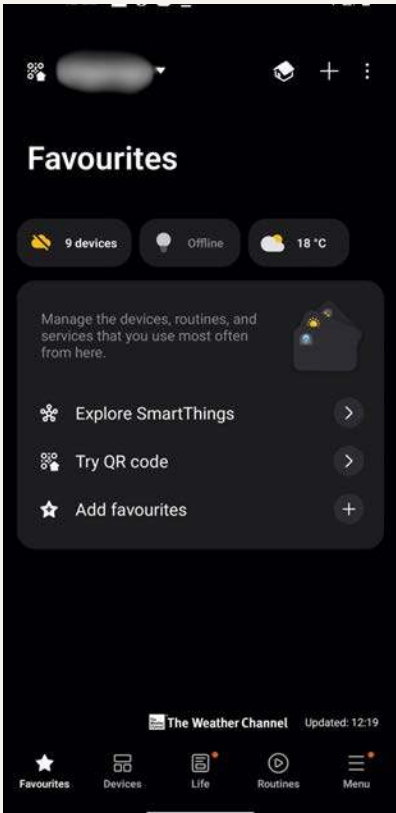 Favourites
9 devices
Offline
18 °C
Manage the devices, routines, and
services that you use most often
from here.
Explore SmartThings
Try QR code
Add favourites
The Weather Channel Updated: 12:19
Favourites Devices Life Routines Menu